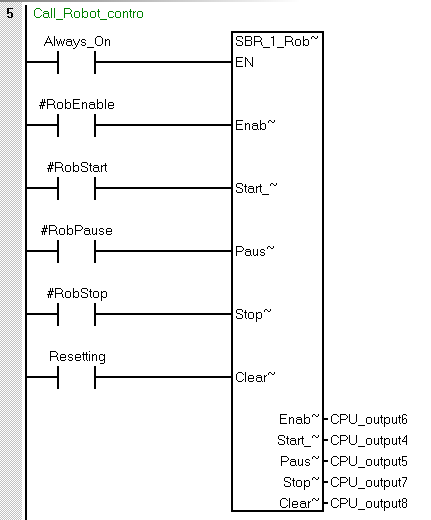 5 Call_Robot_contro
Always_On SBR_1_Rob~
EN
#RobEnable
Enab~
#RobStart
Start_~
#RobPause
Paus~
#RobStop
Stop~
Resetting
Clear~
Enab~ CPU_output6
Start_~ CPU_output4
Paus~ CPU_output5
Stop~ CPU_output7
Clear~ CPU_output8